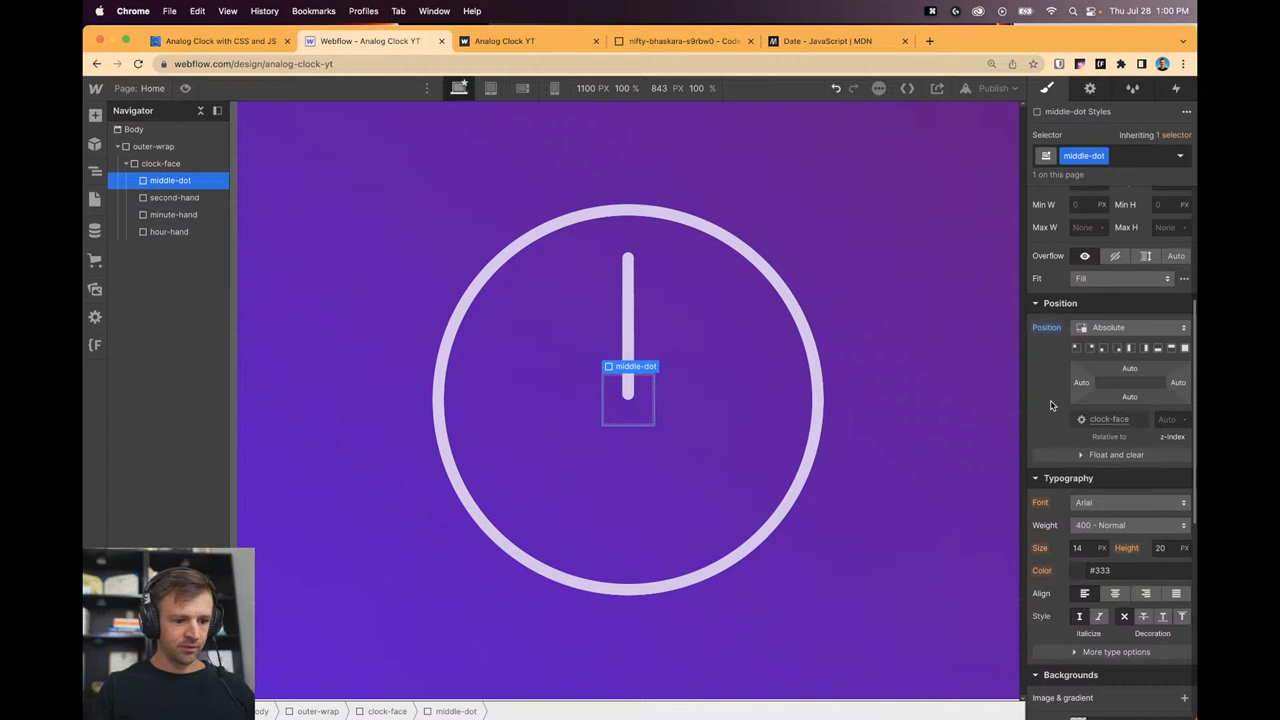 Chrome File Edit View History Bookmarks Profiles Tab Window Help Thu Jul 28 1:00 PM
Analog Clock with CSS and JS Webflow - Analog Clock YT Analog Clock YT nifty-bhaskara-s9rbw0 - Code Date - JavaScript | MDN
webflow.com/design/analog-clock-yt
Page: Home 1100 PX 100 % 843 PX 100 % Publish
Navigator
middle-dot Styles
Body
Selector Inheriting 1 selector
outer-wrap
middle-dot
clock-face
1 on this page
middle-dot
second-hand
Min W 0 PX Min H 0 PX
minute-hand
Max W None - Max H None -
hour-hand
Overflow Auto
Fit Fill
Position
Position Absolute
middle-dot
Auto
Auto Auto
Auto
clock-face Auto
Relative to z-Index
Float and clear
Typography
Font Arial
Weight 400 - Normal
Size 14 PX Height 20 PX
Color #333
Align
Style
Italicize Decoration
More type options
Backgrounds
Image & gradient
ody outer-wrap clock-face middle-dot